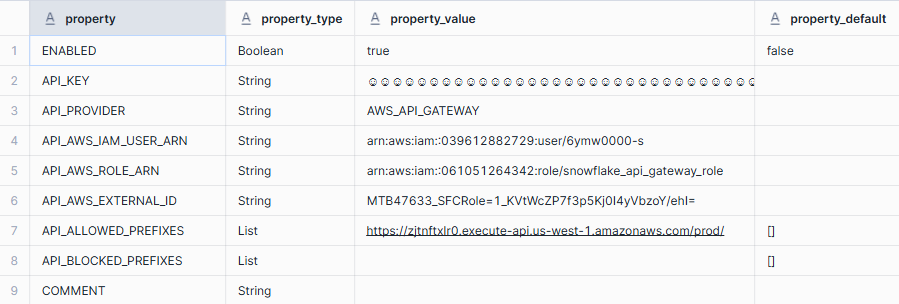 property property_type property_value property_default
1 ENABLED Boolean true false
2 API_KEY String ☺☺☺☺☺☺☺☺☺☺☺☺☺☺☺☺☺☺☺☺☺☺☺☺☺☺☺☺☺☺☺☺☺
3 API_PROVIDER String AWS_API_GATEWAY
4 API_AWS_IAM_USER_ARN String arn:aws:iam::039612882729:user/6ymw0000-s
5 API_AWS_ROLE_ARN String arn:aws:iam::061051264342:role/snowflake_api_gateway_role
6 API_AWS_EXTERNAL_ID String MTB47633_SFCRole=1_KVtWcZP7f3p5Kj0I4yVbzoY/ehI=
7 API_ALLOWED_PREFIXES List https://zjtnftxlr0.execute-api.us-west-1.amazonaws.com/prod/ []
8 API_BLOCKED_PREFIXES List []
9 COMMENT String